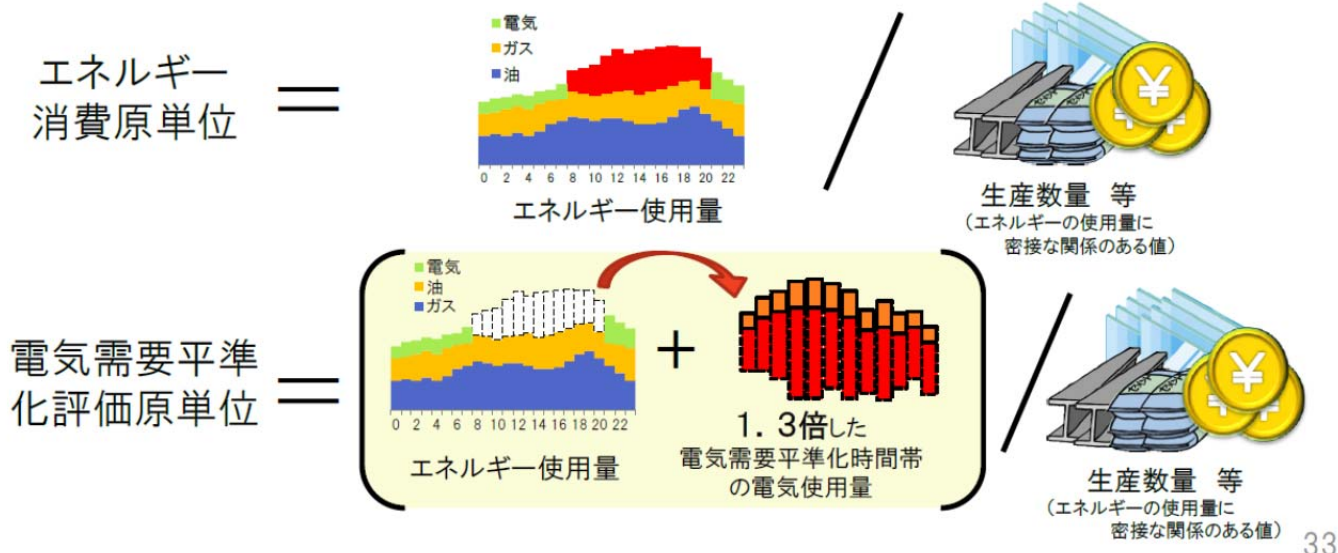 エネルギー
消費原単位
＝
電気
ガス
油
0 2 4 6 8 10 12 14 16 18 20 22
エネルギー使用量
/
¥
生産数量 等
（エネルギーの使用量に
密接な関係のある値）
電気需要平準
化評価原単位
＝
電気
油
ガス
0 2 4 6 8 10 12 14 16 18 20 22
エネルギー使用量
＋
１．３倍した
電気需要平準化時間帯
の電気使用量
/
¥
生産数量 等
（エネルギーの使用量に
密接な関係のある値）
33